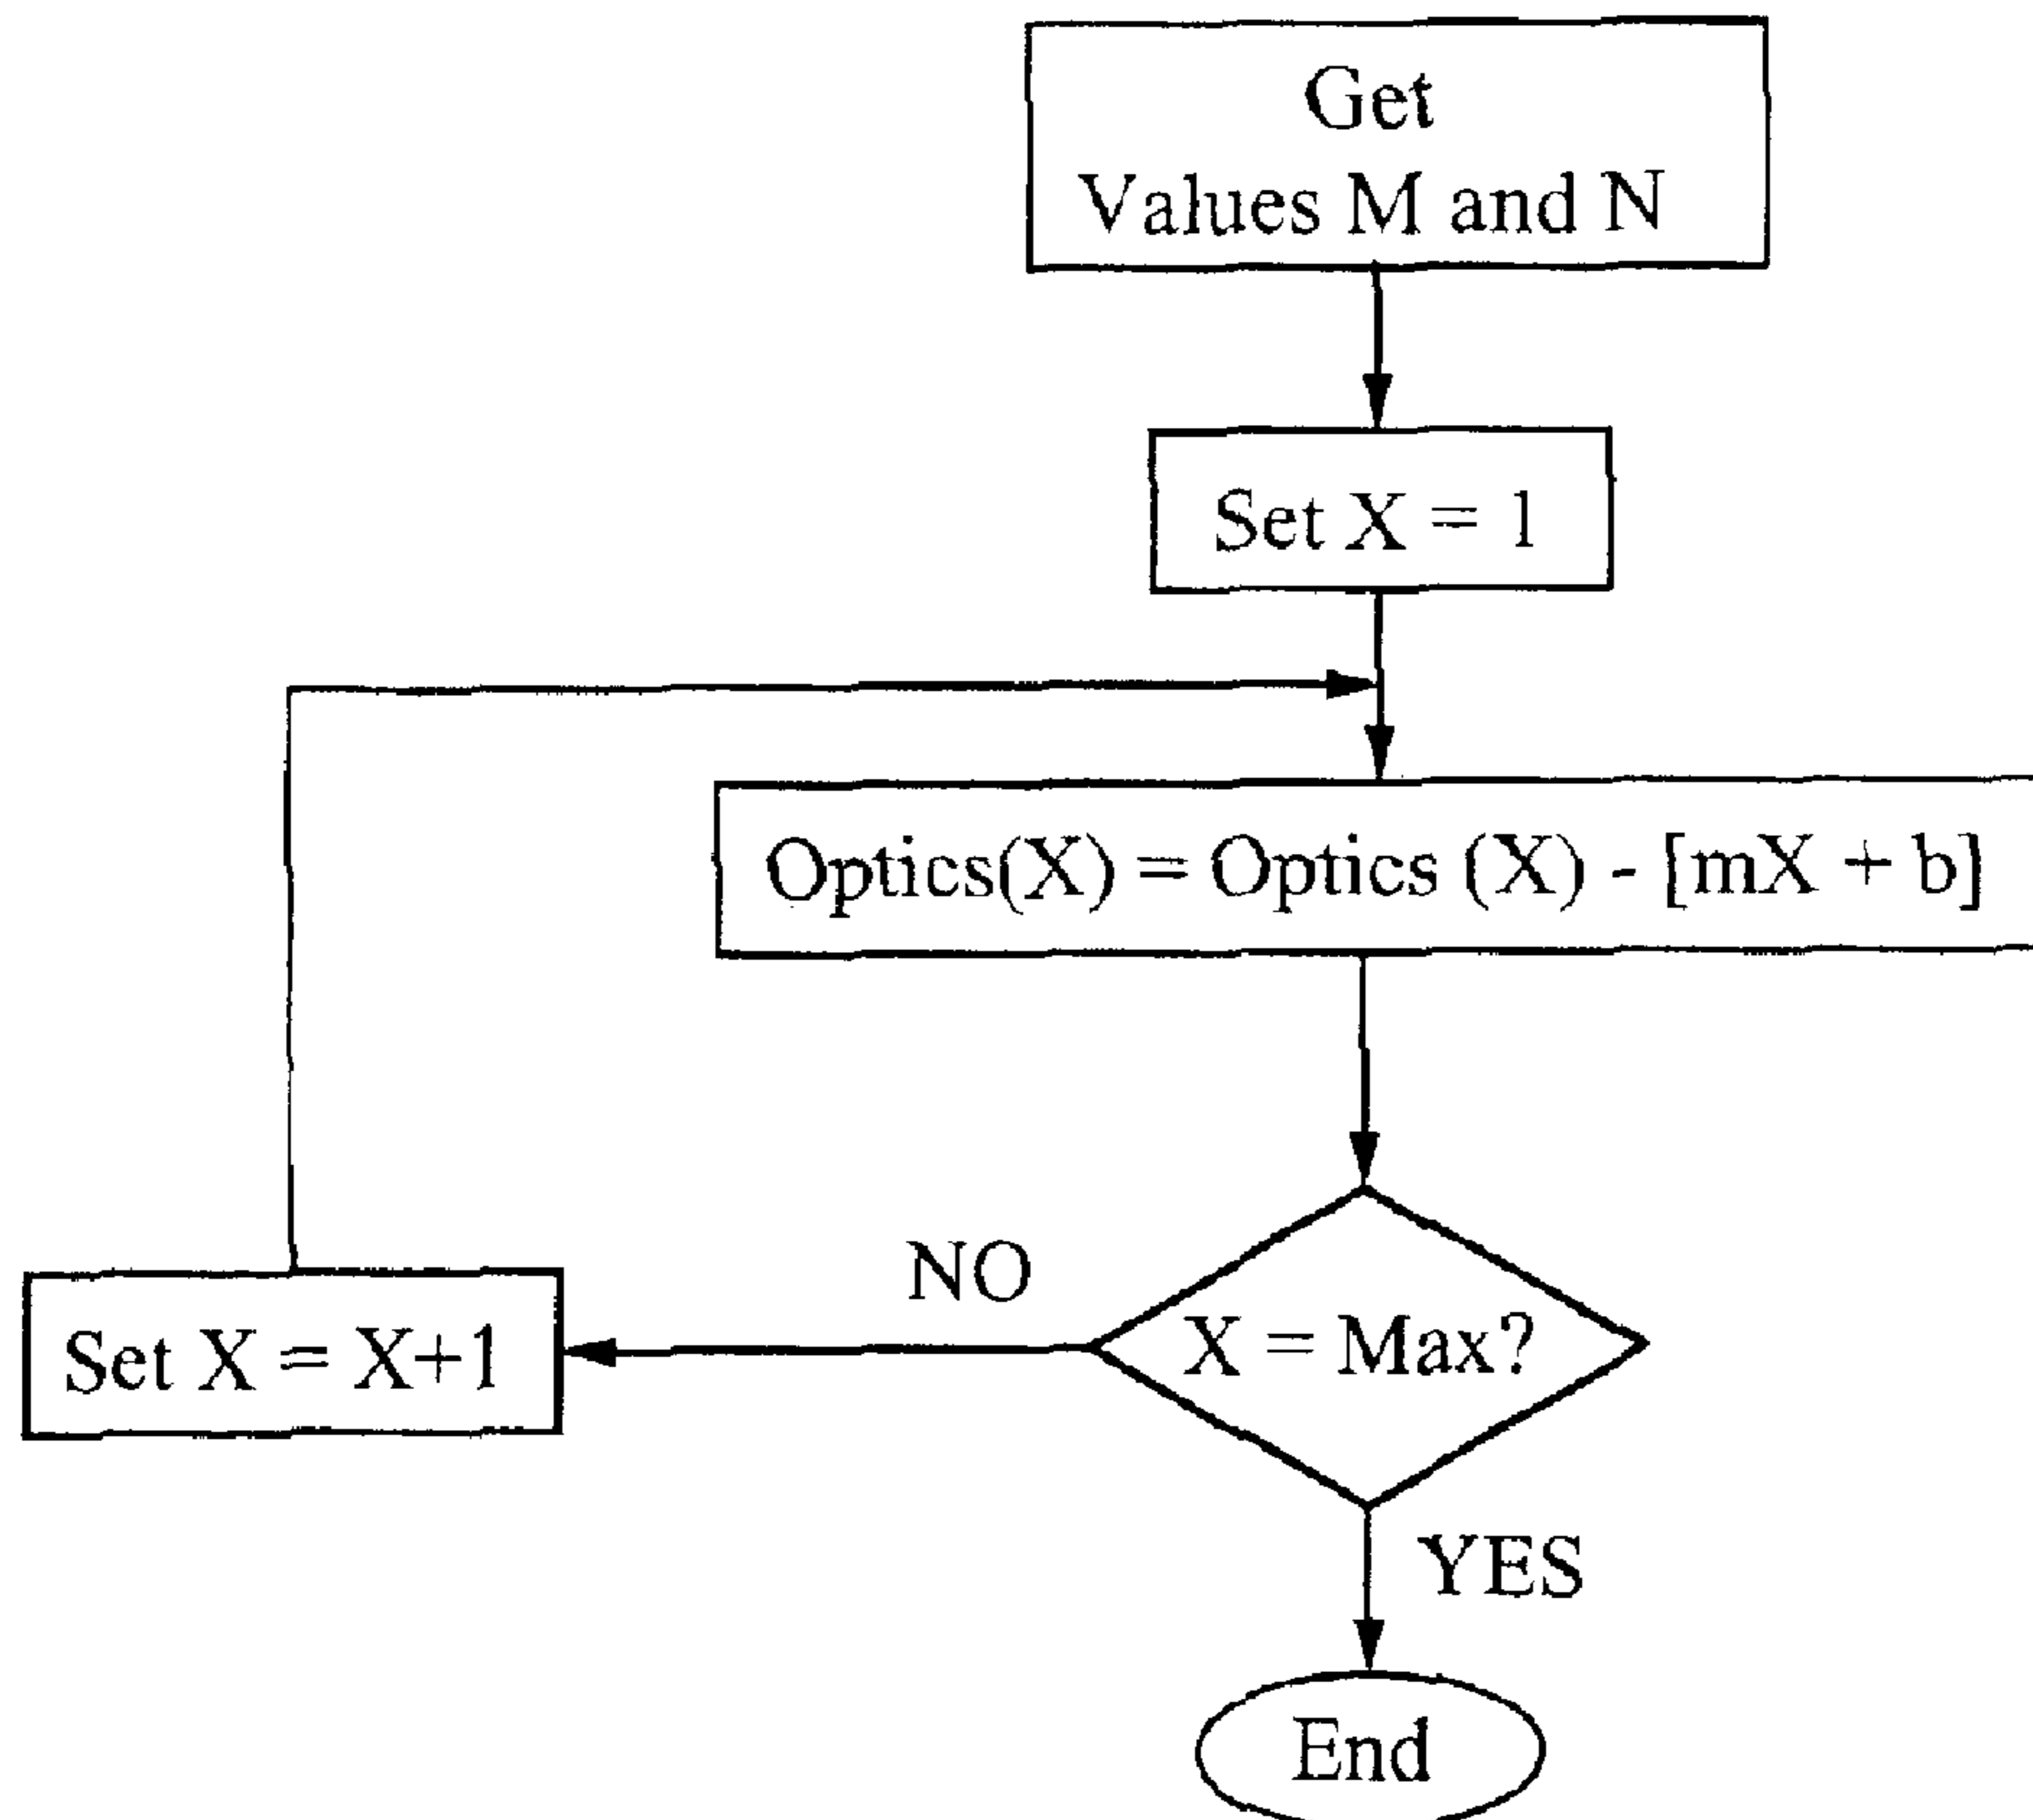 Get
Values M and N
Set X = 1
Optics(X) = Optics (X) - [mX + b]
NO
X = Max?
Set X = X+1
YES
End